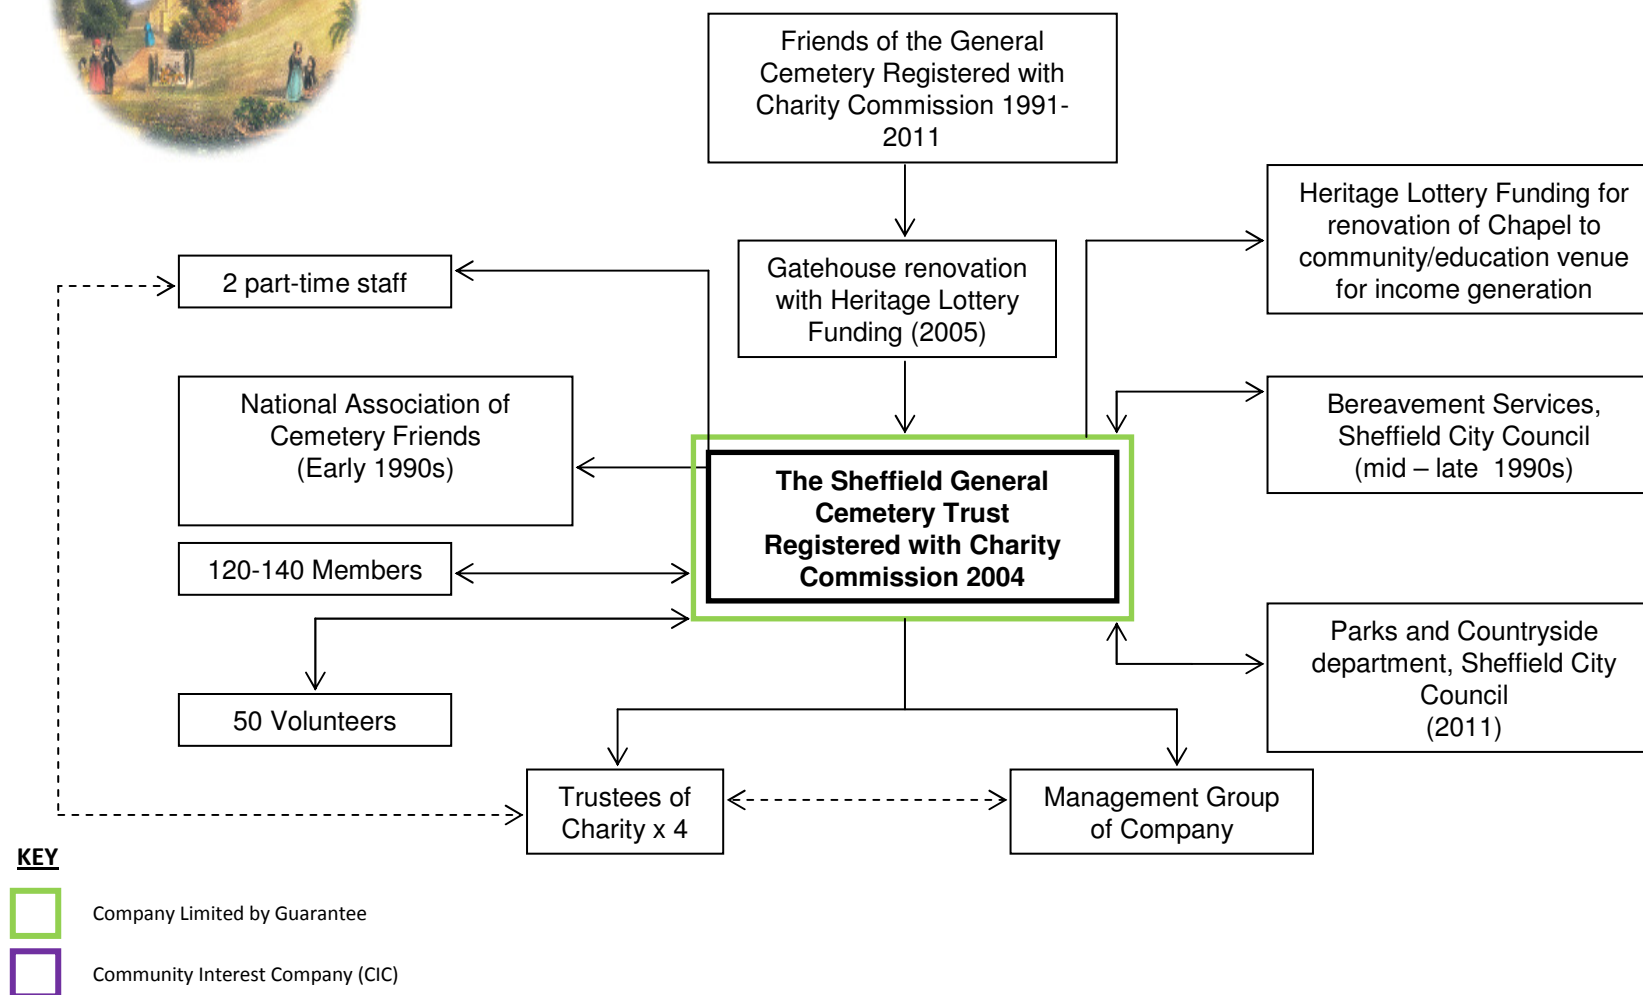 Friends of the General
Cemetery Registered with
Charity Commission 1991-
2011
Heritage Lottery Funding for
renovation of Chapel to
community/education venue
for income generation
2 part-time staff
Gatehouse renovation
with Heritage Lottery
Funding (2005)
National Association of
Cemetery Friends
(Early 1990s)
Bereavement Services,
Sheffield City Council
(mid – late  1990s)
The Sheffield General
Cemetery Trust
Registered with Charity
Commission 2004
120-140 Members
Parks and Countryside
department, Sheffield City
Council
(2011)
50 Volunteers
Trustees of
Charity x 4
Management Group
of Company
KEY
Company Limited by Guarantee
Community Interest Company (CIC)